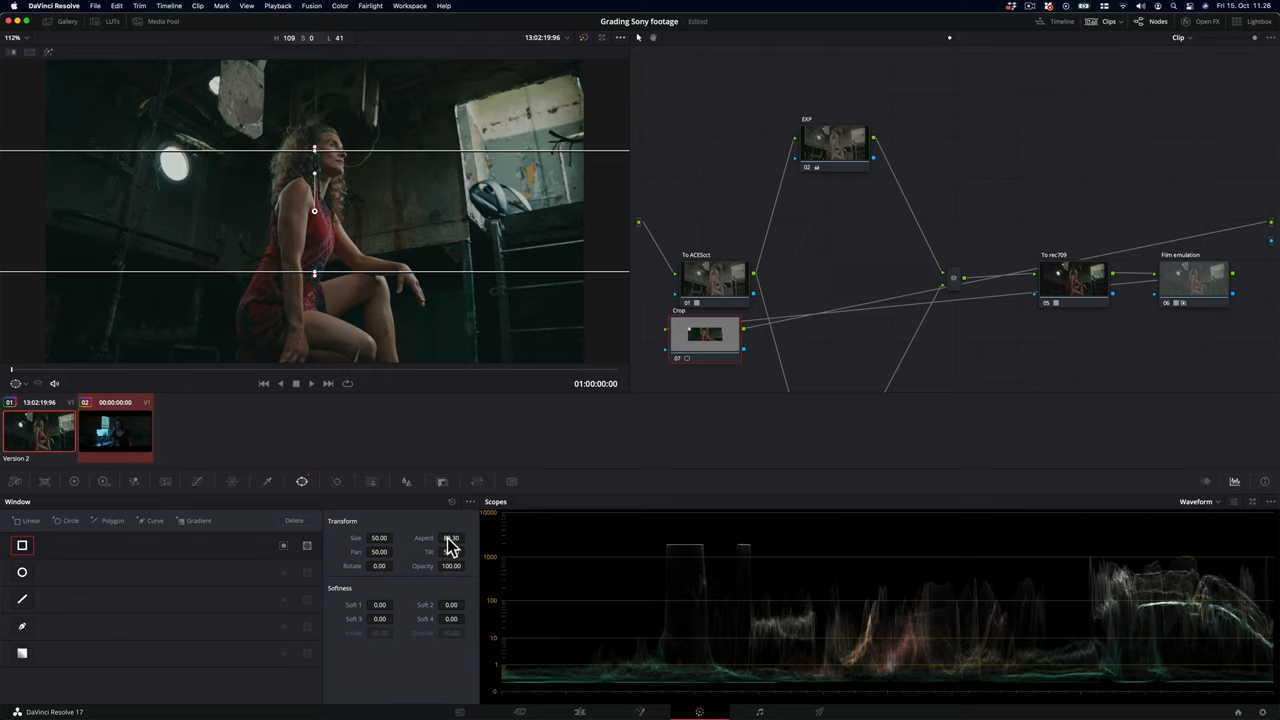 DaVinci Resolve File Edit Trim Timeline Clip Mark View Playback Fusion Color Fairlight Workspace Help Fri 15. Oct 11.26
Gallery LUTs Media Pool Grading Sony footage Edited Timeline Clips Nodes Open FX Lightbox
112% H 109 S 0 L 41 13:02:19:96 Clip
EXP
02
To ACEScct To rec709 Film emulation
01 05 06
Crop
07
01:00:00:00
01 13:02:19:96 V1 02 00:00:00:00 V1
Version 2
Window Scopes Waveform
Linear Circle Polygon Curve Gradient Delete
Transform
Size 50.00 Aspect
Pan 50.00 Tilt
Rotate 0.00 Opacity 100.00
Softness
Soft 1 0.00 Soft 2 0.00
Soft 3 0.00 Soft 4 0.00
Inside 50.00 Outside 50.00
10000
1000
100
10
1
0
DaVinci Resolve 17